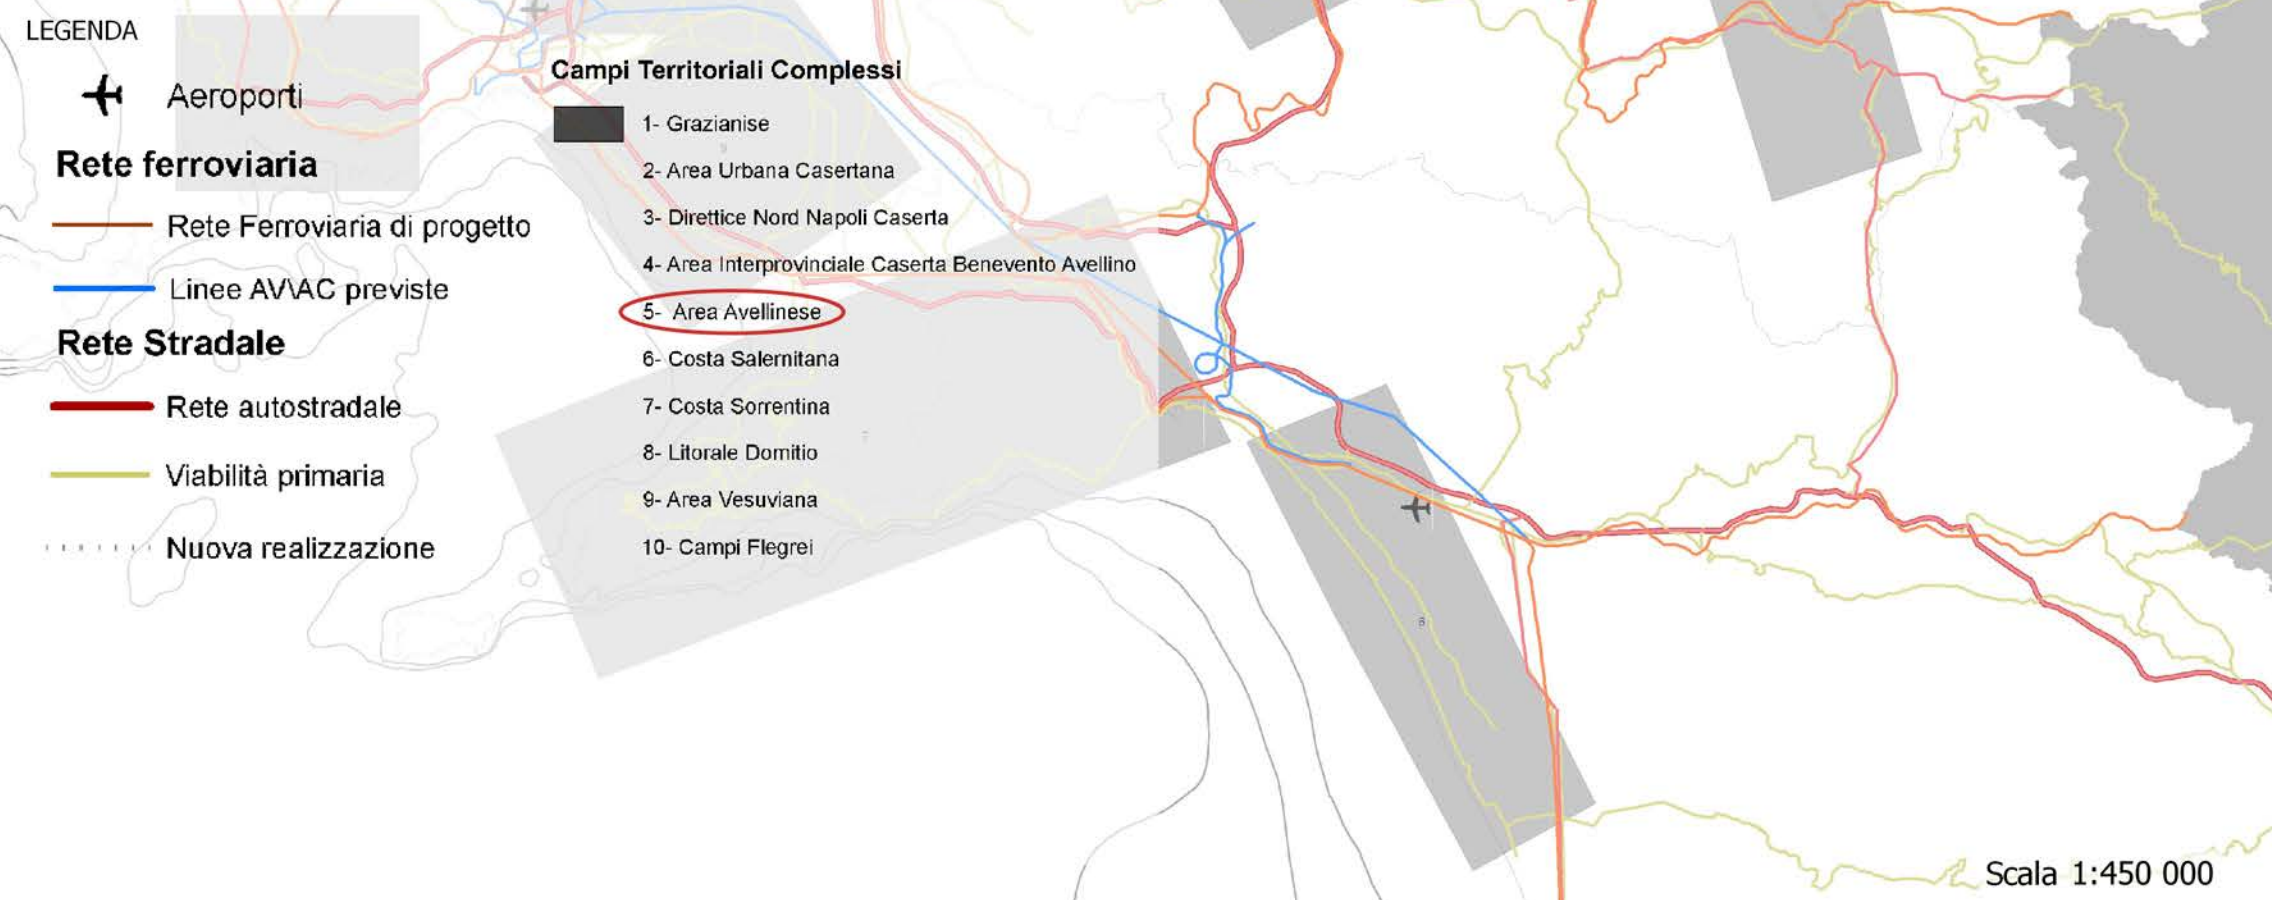 LEGENDA
Aeroporti
Rete ferroviaria
Rete Ferroviaria di progetto
Linee AV\AC previste
Rete Stradale
Rete autostradale
Viabilità primaria
Nuova realizzazione
Campi Territoriali Complessi
1- Grazianise
2- Area Urbana Casertana
3- Direttice Nord Napoli Caserta
4- Area Interprovinciale Caserta Benevento Avellino
5- Area Avellinese
6- Costa Salernitana
7- Costa Sorrentina
8- Litorale Domitio
9- Area Vesuviana
10- Campi Flegrei
Scala 1:450 000